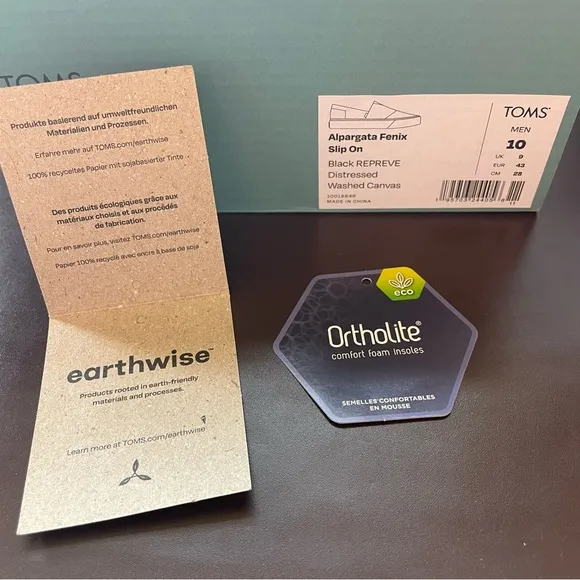 TOMS
Produkte basierend auf umweltfreundlichen
Materialien und Prozessen.
Erfahre mehr auf TOMS.com/earthwise
100% recyceltes Papier mit sojabasierter Tinte
Des produits écologiques grâce aux
matériaux choisis et aux procédés
de fabrication.
Pour en savoir plus, visitez TOMS.com/earthwise
Papier 100% recyclé avec encre à base de soja
earthwise™
Products rooted in earth-friendly
materials and processes.
Learn more at TOMS.com/earthwise
Alpargata Fenix
Slip On
Black REPREVE
Distressed
Washed Canvas
MADE IN CHINA
TOMS
MEN
10
UK 9
EUR 43
CM 28
eco
OrthoLite®
comfort foam insoles
SEMELLES CONFORTABLES
EN MOUSSE